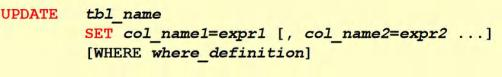 UPDATE tbl_name
SET col_name1=expr1 [, col_name2=expr2 ...]
[WHERE where_definition]